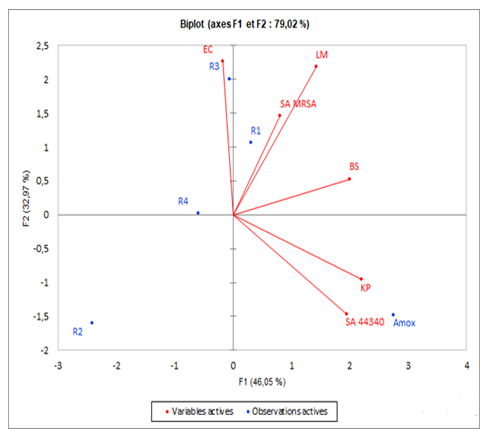 Biplot (axes F1 et F2 : 79,02 %)
2,5
EC
LM
R3
2
SA MRSA
1,5
R1
1
BS
0,5
R4
0
-0,5
KP
-1
SA 44340
Amox
-1,5
R2
-2
-3
-2
-1
0
1
2
3
4
F2 (32,97 %)
F1 (46,05 %)
Variables actives
Observations actives